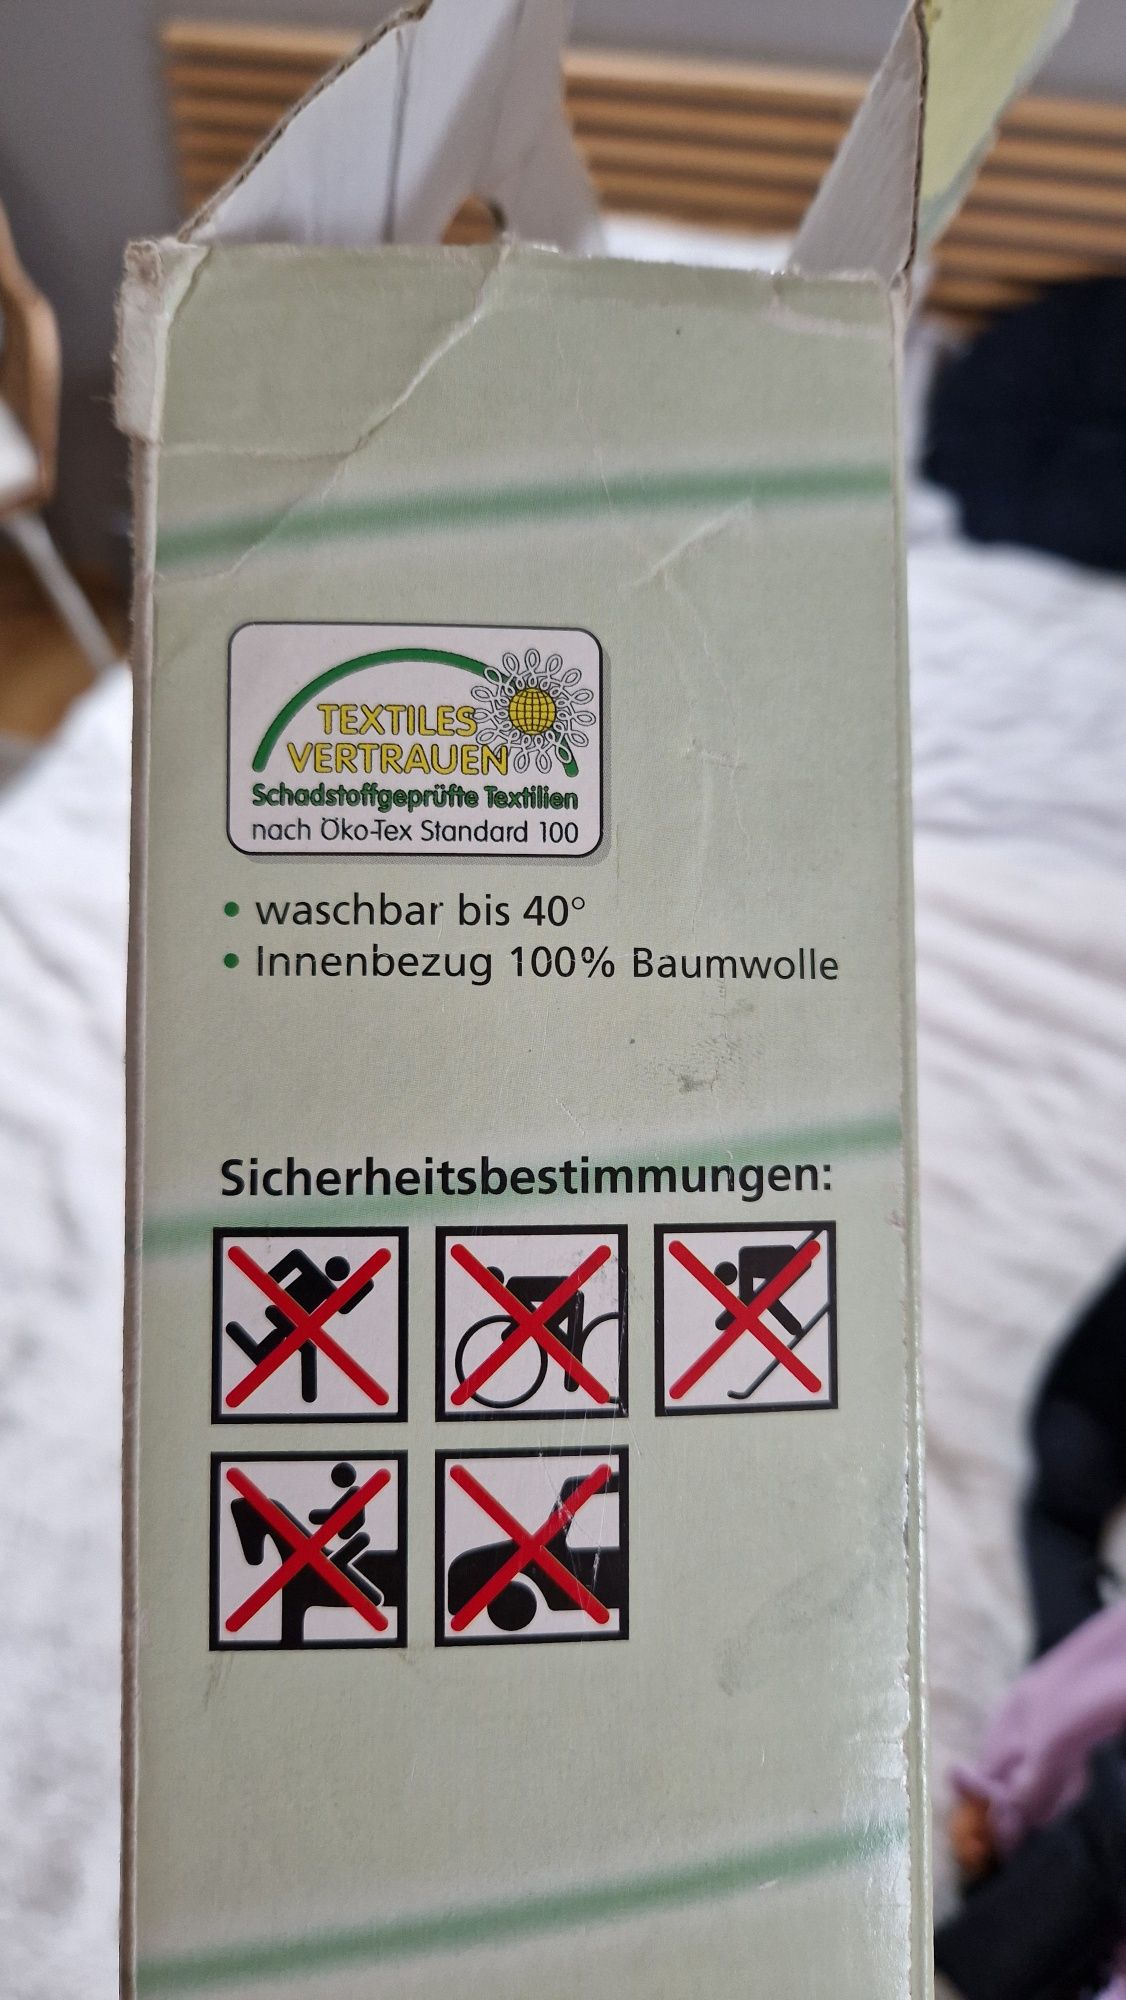 TEXTILES
VERTRAUEN
Schadstoffgeprüfte Textilien
nach Öko-Tex Standard 100
• waschbar bis 40°
• Innenbezug 100% Baumwolle
Sicherheitsbestimmungen: